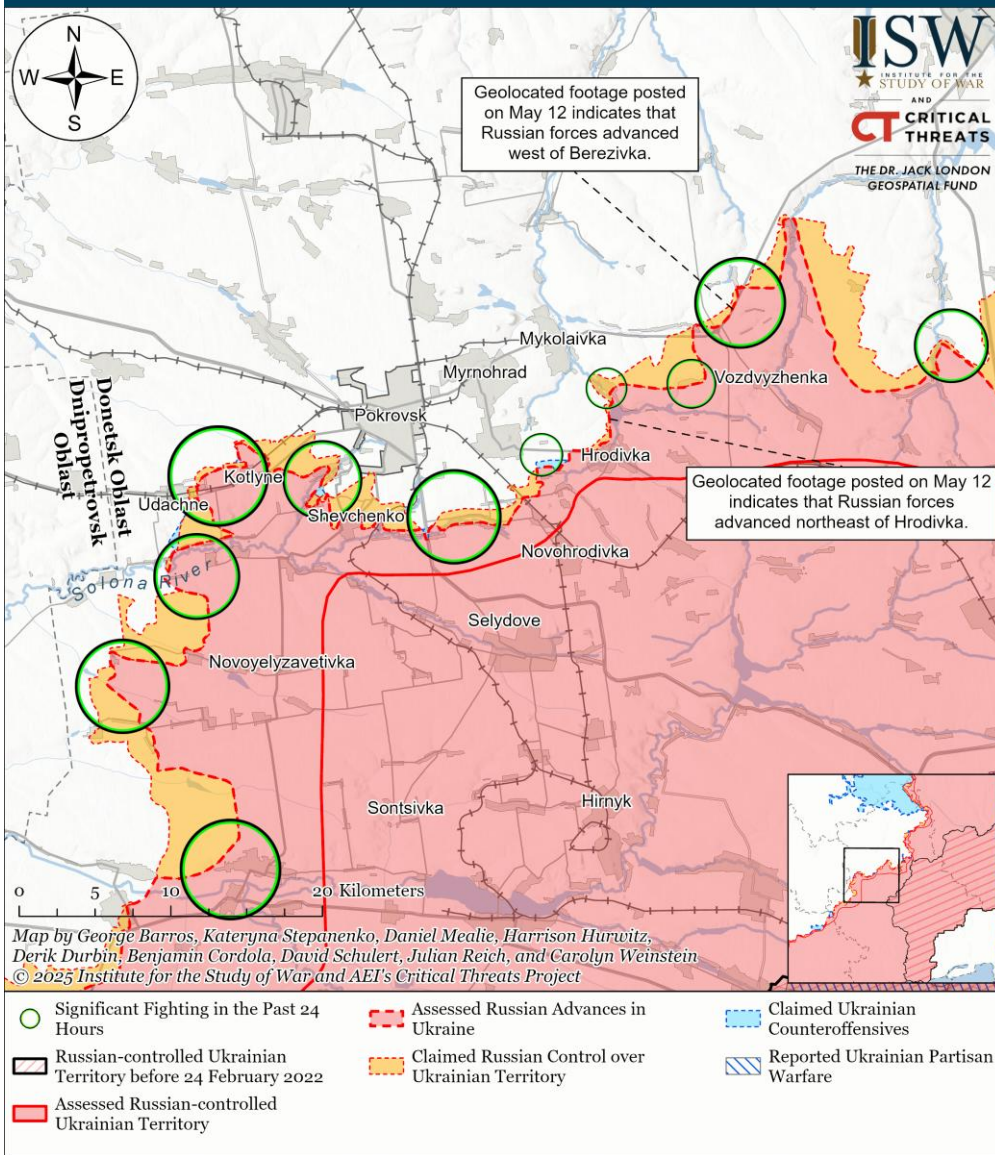 N
W
E
S
ISW
INSTITUTE FOR THE
STUDY OF WAR
AND
CT CRITICAL
THREATS
THE DR. JACK LONDON
GEOSPATIAL FUND
Geolocated footage posted
on May 12 indicates that
Russian forces advanced
west of Berezivka.
Mykolaivka
Myrnohrad
Vozdvyzhenka
Pokrovsk
Donetsk Oblast
Dnipropetrovsk
Oblast
Hrodivka
Kotlyne
Udachne
Shevchenko
Geolocated footage posted on May 12
indicates that Russian forces
advanced northeast of Hrodivka.
Novohrodivka
Solona River
Selydove
Novoyelyzavetivka
Sontsivka
Hirnyk
0 5 10 20 Kilometers
Map by George Barros, Kateryna Stepanenko, Daniel Mealie, Harrison Hurwitz,
Derik Durbin, Benjamin Cordola, David Schulert, Julian Reich, and Carolyn Weinstein
© 2025 Institute for the Study of War and AEI's Critical Threats Project
Significant Fighting in the Past 24
Hours
Russian-controlled Ukrainian
Territory before 24 February 2022
Assessed Russian-controlled
Ukrainian Territory
Assessed Russian Advances in
Ukraine
Claimed Russian Control over
Ukrainian Territory
Claimed Ukrainian
Counteroffensives
Reported Ukrainian Partisan
Warfare